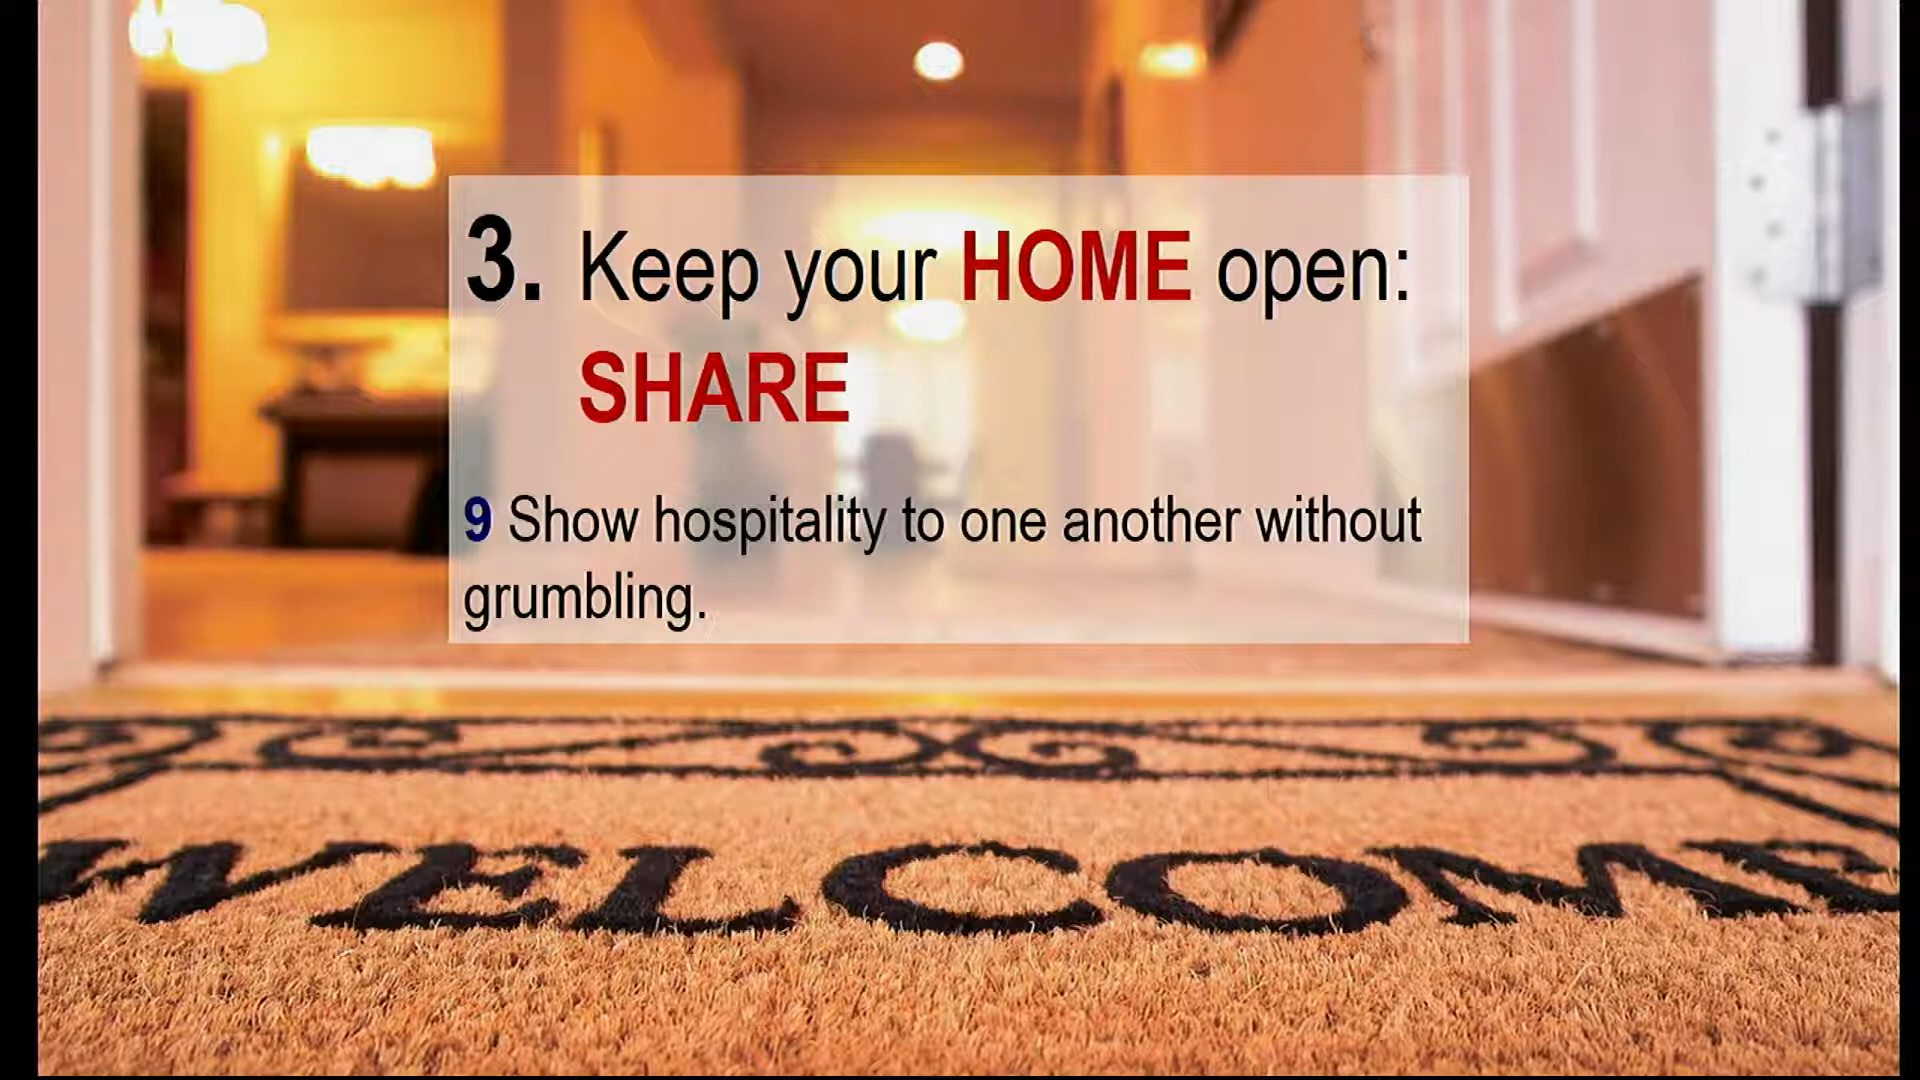 3. Keep your HOME open:
SHARE
9 Show hospitality to one another without
grumbling.
WELCOME